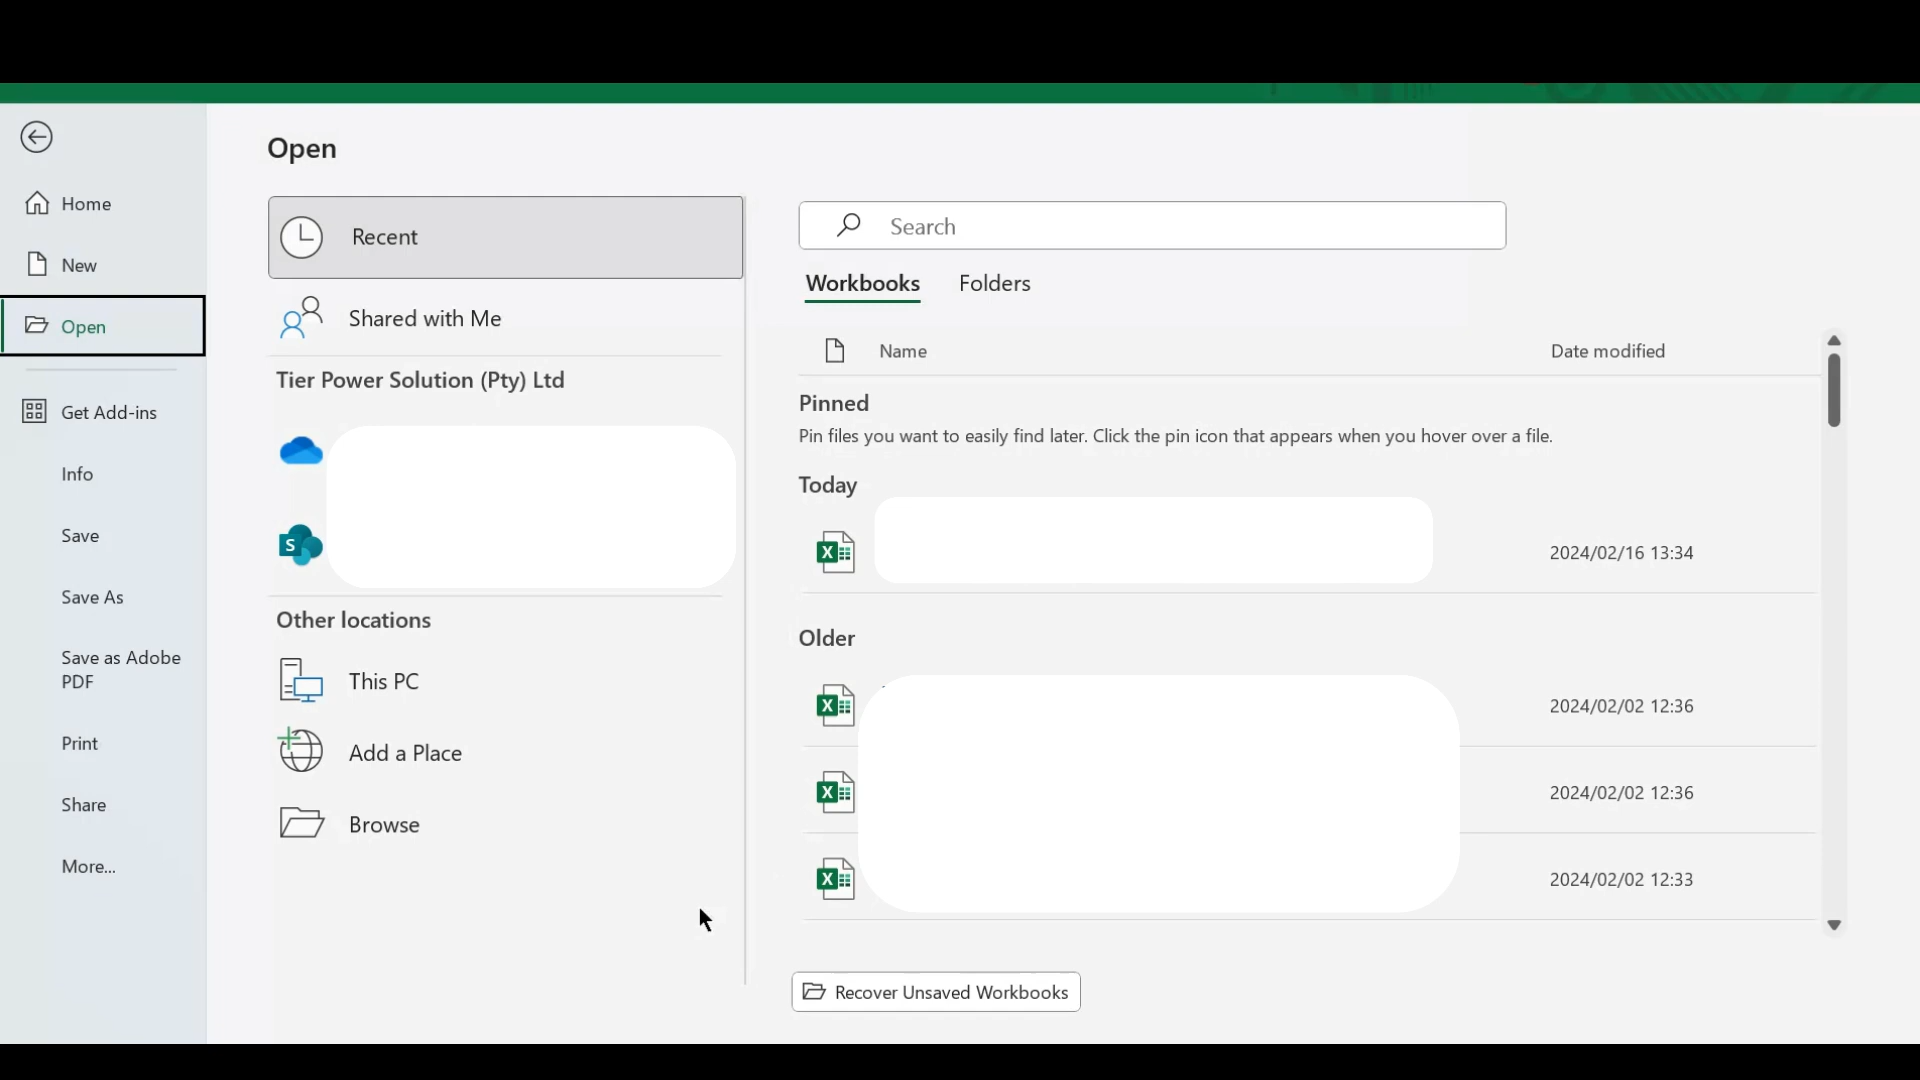 Open
Home
New
Open
Get Add-ins
Info
Save
Save As
Save as Adobe
PDF
Print
Share
More...
Recent
Shared with Me
Tier Power Solution (Pty) Ltd
S
Other locations
This PC
Add a Place
Browse
Search
Workbooks Folders
Name Date modified
Pinned
Pin files you want to easily find later. Click the pin icon that appears when you hover over a file.
Today
X 2024/02/16 13:34
Older
X 2024/02/02 12:36
X 2024/02/02 12:36
X 2024/02/02 12:33
Recover Unsaved Workbooks